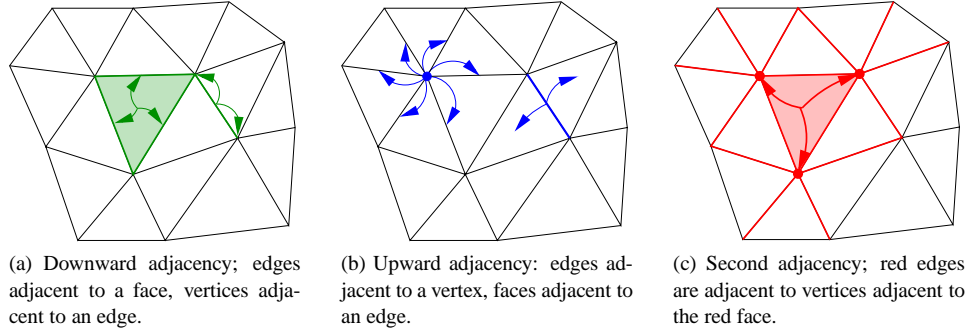 (a) Downward adjacency; edges
adjacent to a face, vertices adja-
cent to an edge.
(b) Upward adjacency: edges ad-
jacent to a vertex, faces adjacent to
an edge.
(c) Second adjacency; red edges
are adjacent to vertices adjacent to
the red face.